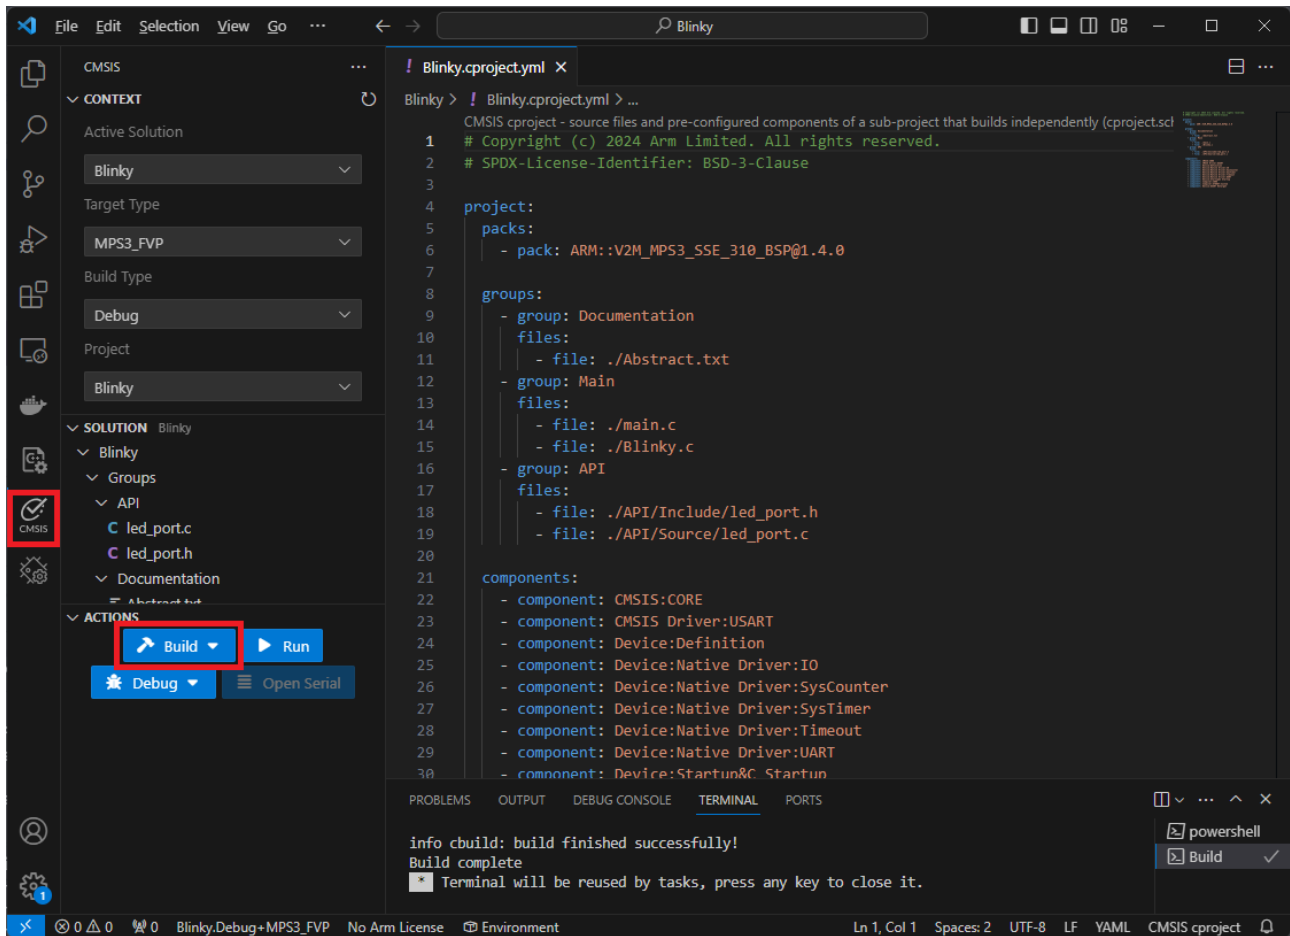 File Edit Selection View Go ··· Blinky
CMSIS
CONTEXT
Active Solution
Blinky
Target Type
MPS3_FVP
Build Type
Debug
Project
Blinky
SOLUTION Blinky
Blinky
Groups
API
C led_port.c
C led_port.h
Documentation
Abstract.txt
ACTIONS
Build Run
Debug Open Serial
CMSIS
1
! Blinky.cproject.yml
Blinky > ! Blinky.cproject.yml > ...
CMSIS cproject - source files and pre-configured components of a sub-project that builds independently (cproject.sch
1 # Copyright (c) 2024 Arm Limited. All rights reserved.
2 # SPDX-License-Identifier: BSD-3-Clause
3
4 project:
5 packs:
6 - pack: ARM::V2M_MPS3_SSE_310_BSP@1.4.0
7
8 groups:
9 - group: Documentation
10 files:
11 - file: ./Abstract.txt
12 - group: Main
13 files:
14 - file: ./main.c
15 - file: ./Blinky.c
16 - group: API
17 files:
18 - file: ./API/Include/led_port.h
19 - file: ./API/Source/led_port.c
20
21 components:
22 - component: CMSIS:CORE
23 - component: CMSIS Driver:USART
24 - component: Device:Definition
25 - component: Device:Native Driver:IO
26 - component: Device:Native Driver:SysCounter
27 - component: Device:Native Driver:SysTimer
28 - component: Device:Native Driver:Timeout
29 - component: Device:Native Driver:UART
30 - component: Device:Startup&C Startup
PROBLEMS OUTPUT DEBUG CONSOLE TERMINAL PORTS
info cbuild: build finished successfully!
Build complete
* Terminal will be reused by tasks, press any key to close it.
powershell
Build
0 0 0 Blinky.Debug+MPS3_FVP No Arm License Environment Ln 1, Col 1 Spaces: 2 UTF-8 LF YAML CMSIS cproject